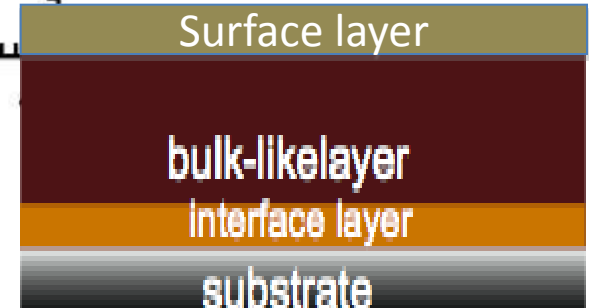 Surface layer
bulk-likelayer
interface layer
substrate